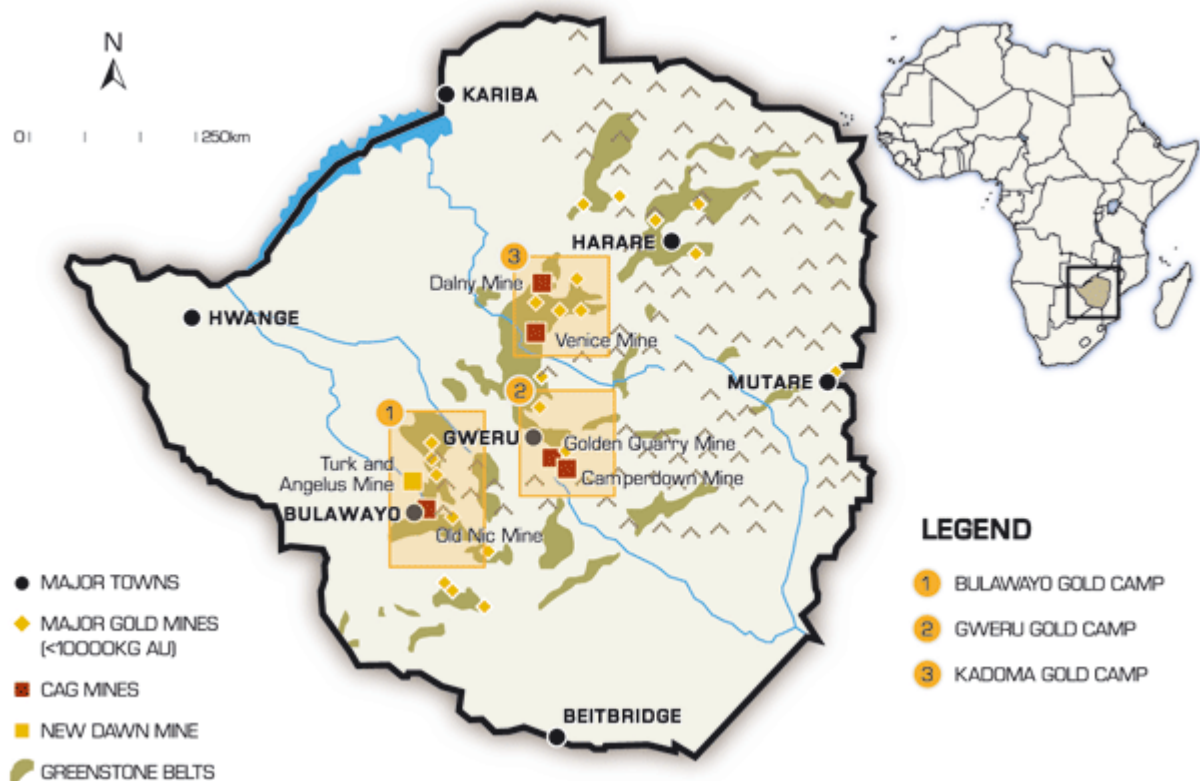 N
0
250km
KARIBA
HARARE
3
Dalny Mine
HWANGE
Venice Mine
MUTARE
2
1
GWERU
Golden Quarry Mine
Turk and
Angelus Mine
Camperdown Mine
BULAWAYO
Old Nic Mine
BEITBRIDGE
MAJOR TOWNS
MAJOR GOLD MINES
(<10000KG AU)
CAG MINES
NEW DAWN MINE
GREENSTONE BELTS
LEGEND
1 BULAWAYO GOLD CAMP
2 GWERU GOLD CAMP
3 KADOMA GOLD CAMP